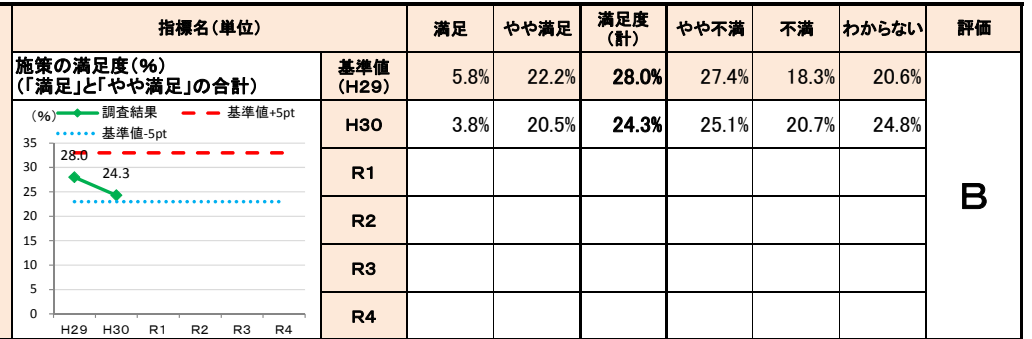 指標名(単位) 満足 やや満足 満足度(計) やや不満 不満 わからない 評価
施策の満足度(%)
(「満足」と「やや満足」の合計)
基準値(H29) 5.8% 22.2% 28.0% 27.4% 18.3% 20.6%
H30 3.8% 20.5% 24.3% 25.1% 20.7% 24.8%
R1
R2
R3
R4
B
(%) 調査結果 基準値+5pt
基準値-5pt
35
30
25
20
15
10
5
0
28.0
24.3
H29 H30 R1 R2 R3 R4